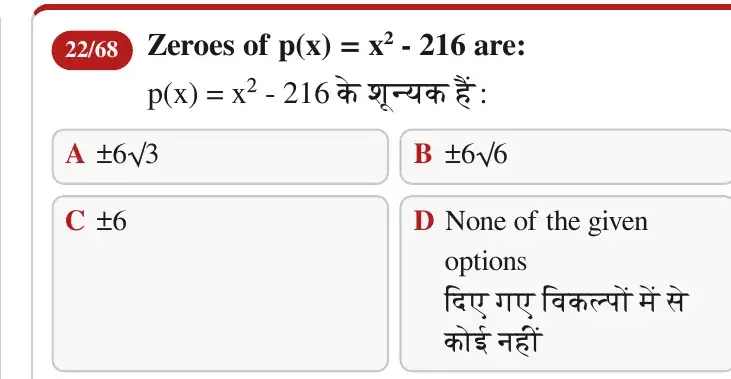 22/68 Zeroes of p(x) = x² - 216 are:
p(x) = x² - 216 के शून्यक हैं :
A ±6√3
B ±6√6
C ±6
D None of the given
options
दिए गए विकल्पों में से
कोई नहीं